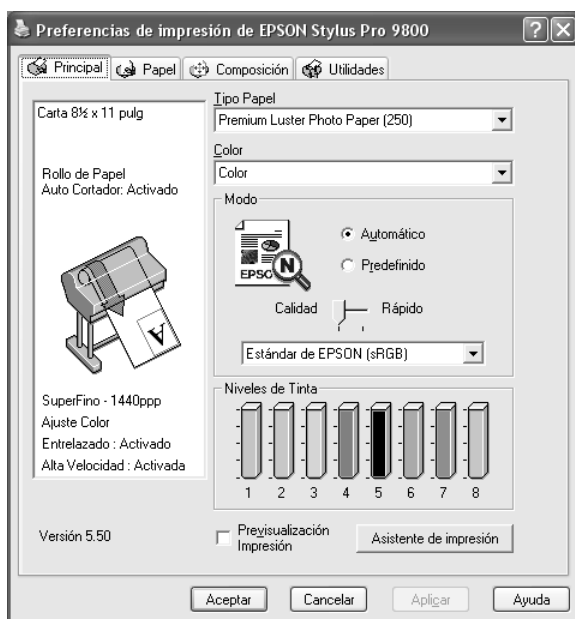 Preferencias de impresión de EPSON Stylus Pro 9800
Principal Papel Composición Utilidades
Carta 8½ x 11 pulg
Rollo de Papel
Auto Cortador: Activado
A
SuperFino - 1440ppp
Ajuste Color
Entrelazado : Activado
Alta Velocidad : Activada
Versión 5.50
Tipo Papel
Premium Luster Photo Paper (250)
Color
Color
Modo
EPSO
N
Automático
Predefinido
Calidad Rápido
Estándar de EPSON (sRGB)
Niveles de Tinta
1 2 3 4 5 6 7 8
Previsualización
Impresión
Asistente de impresión
Aceptar Cancelar Aplicar Ayuda